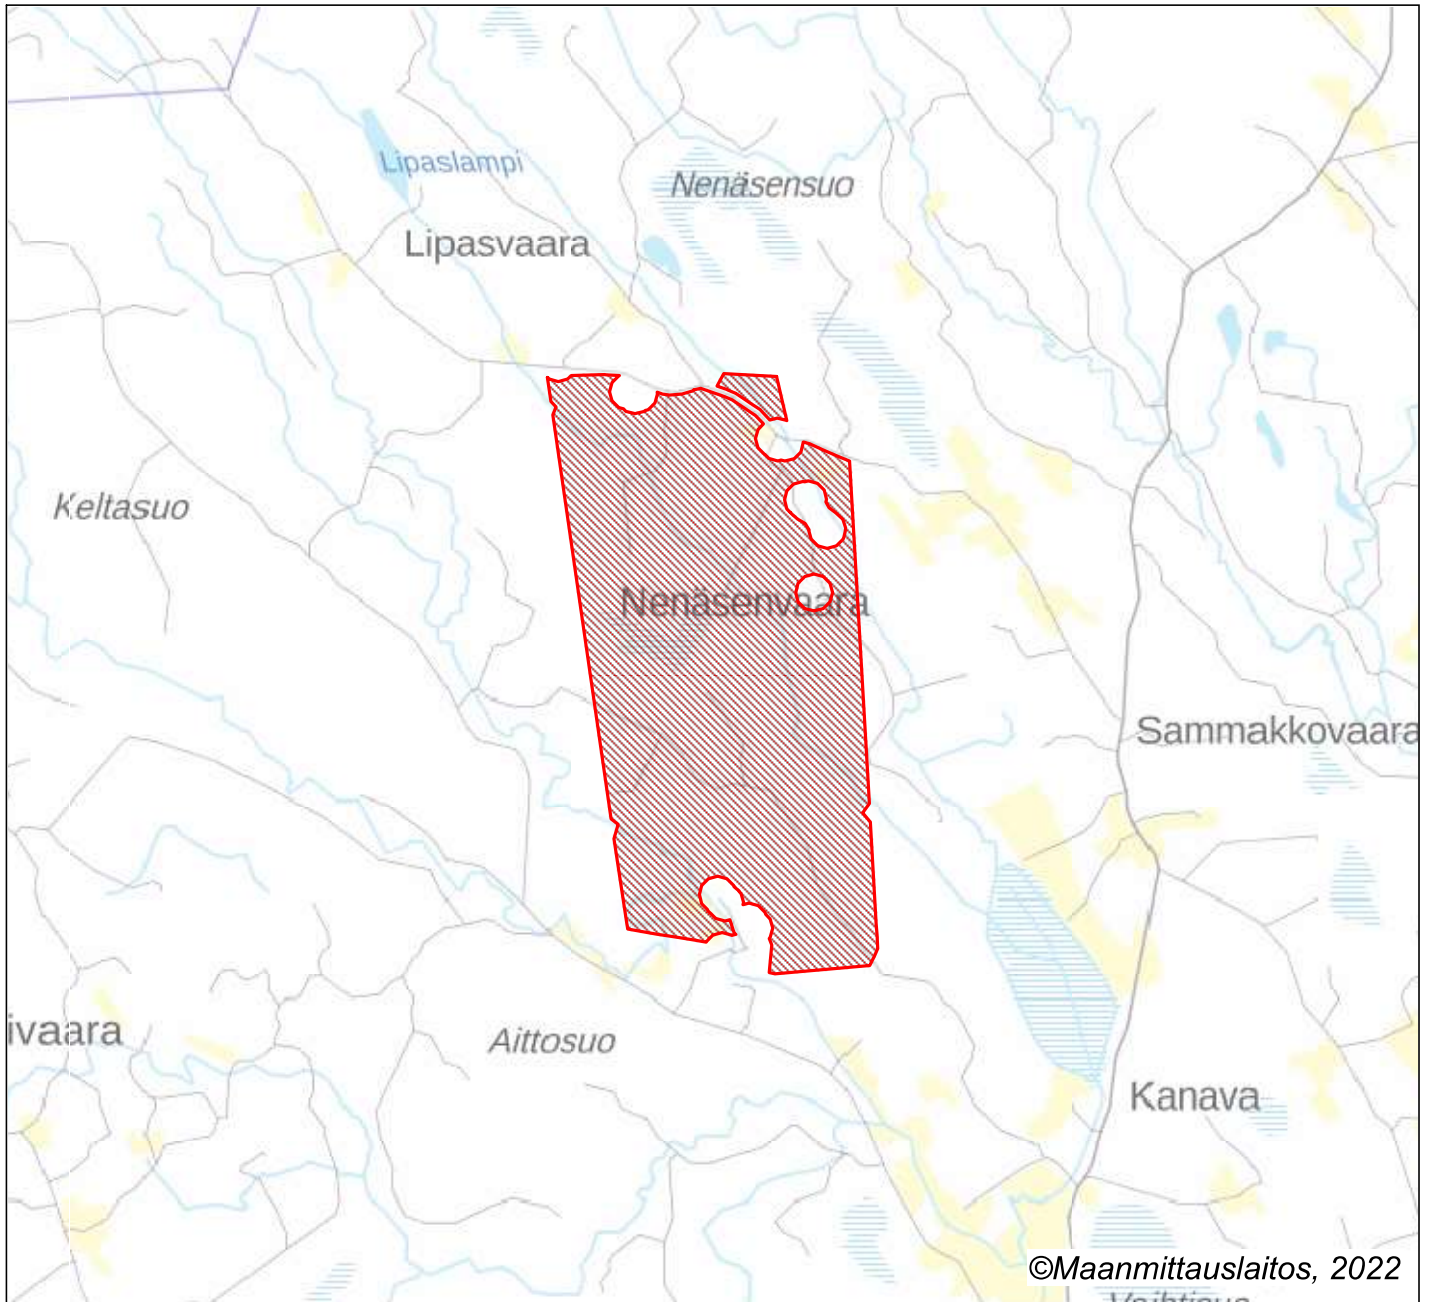 Lipaslampi
Nenäsensuo
Lipasvaara
Keltasuo
Nenäsenvaara
Sammakkovaara
ivaara
Aittosuo
Kanava
©Maanmittauslaitos, 2022